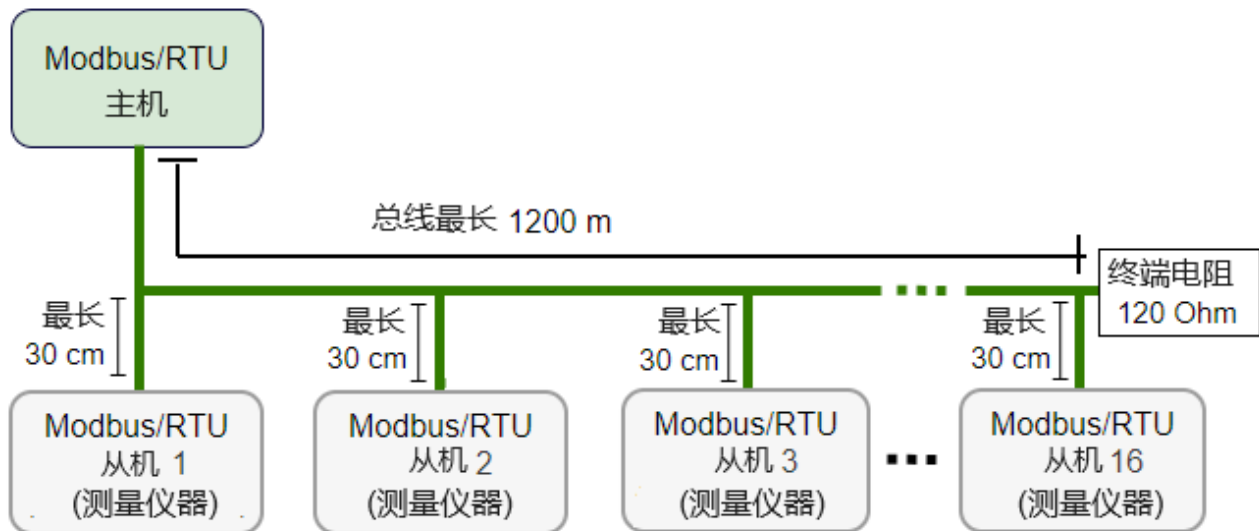 Modbus/RTU
主机
总线最长 1200 m
终端电阻
120 Ohm
最长
30 cm
最长
30 cm
最长
30 cm
最长
30 cm
Modbus/RTU
从机 1
(测量仪器)
Modbus/RTU
从机 2
(测量仪器)
Modbus/RTU
从机 3
(测量仪器)
Modbus/RTU
从机 16
(测量仪器)